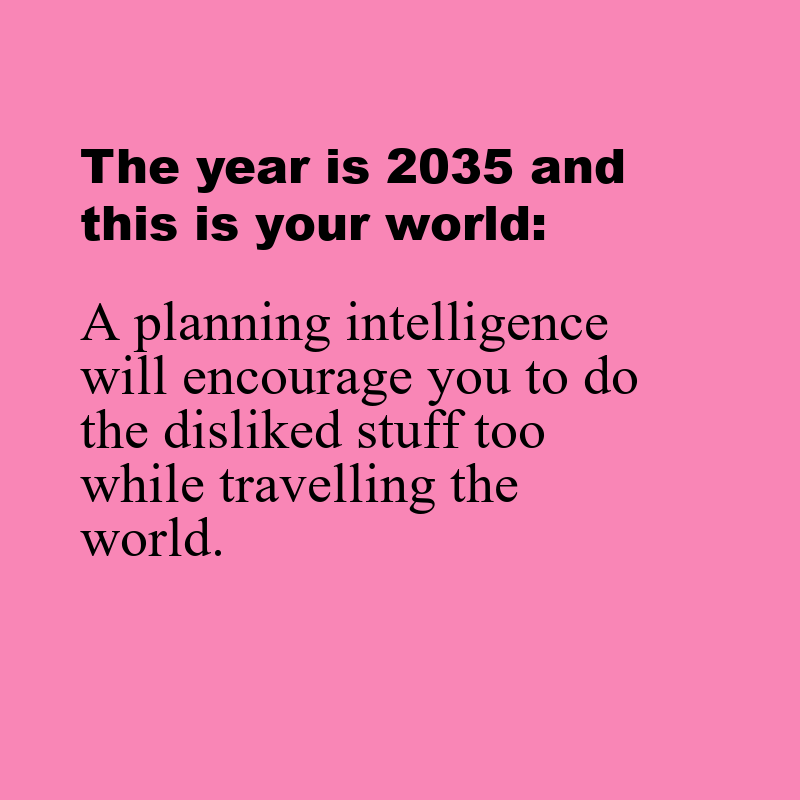 The year is 2035 and
this is your world:
A planning intelligence
will encourage you to do
the disliked stuff too
while travelling the
world.